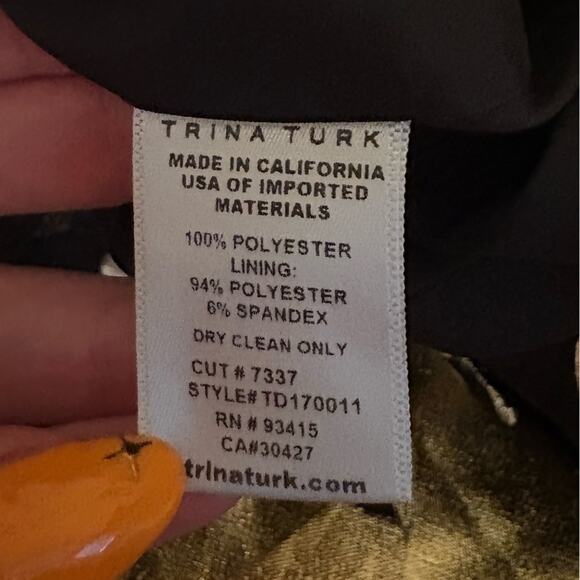 TRINA TURK
MADE IN CALIFORNIA
USA OF IMPORTED
MATERIALS
100% POLYESTER
LINING:
94% POLYESTER
6% SPANDEX
DRY CLEAN ONLY
CUT # 7337
STYLE# TD170011
RN # 93415
CA#30427
trinaturk.com